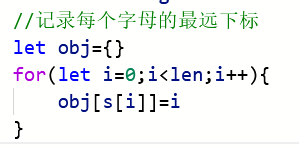 //记录每个字母的最远下标
let obj={}
for(let i=0;i<len;i++){
    obj[s[i]]=i
}